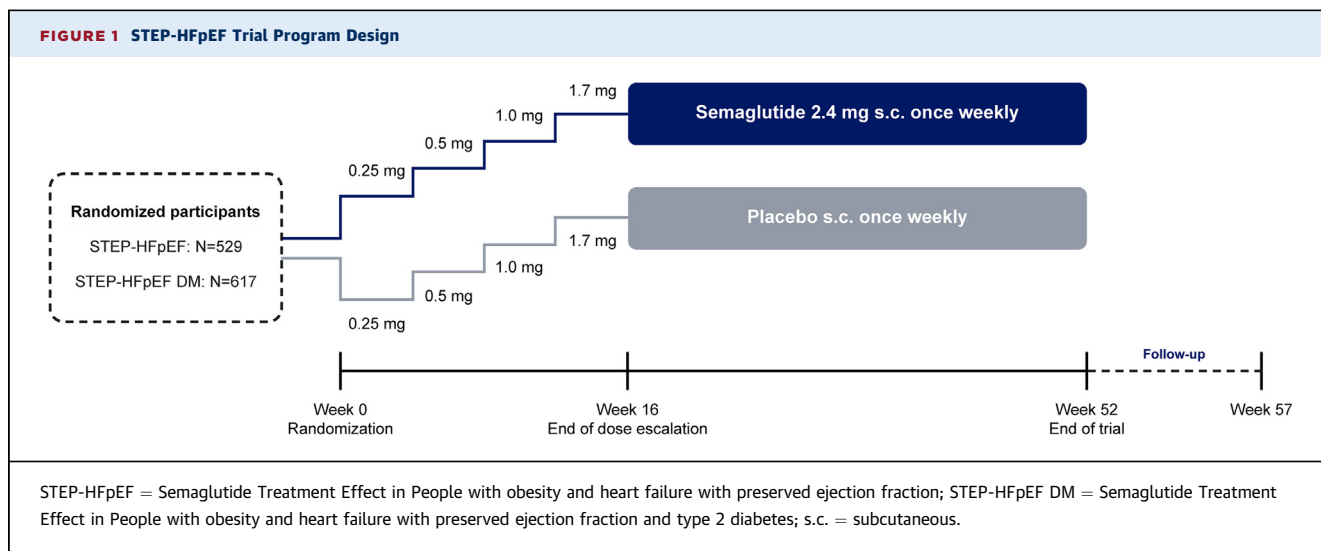 FIGURE 1 STEP-HFpEF Trial Program Design
1.7 mg
1.0 mg
0.5 mg
0.25 mg
Semaglutide 2.4 mg s.c. once weekly
Randomized participants
STEP-HFpEF: N=529
STEP-HFpEF DM: N=617
Placebo s.c. once weekly
1.7 mg
1.0 mg
0.5 mg
0.25 mg
Follow-up
Week 0
Randomization
Week 16
End of dose escalation
Week 52
End of trial
Week 57
STEP-HFpEF = Semaglutide Treatment Effect in People with obesity and heart failure with preserved ejection fraction; STEP-HFpEF DM = Semaglutide Treatment
Effect in People with obesity and heart failure with preserved ejection fraction and type 2 diabetes; s.c. = subcutaneous.